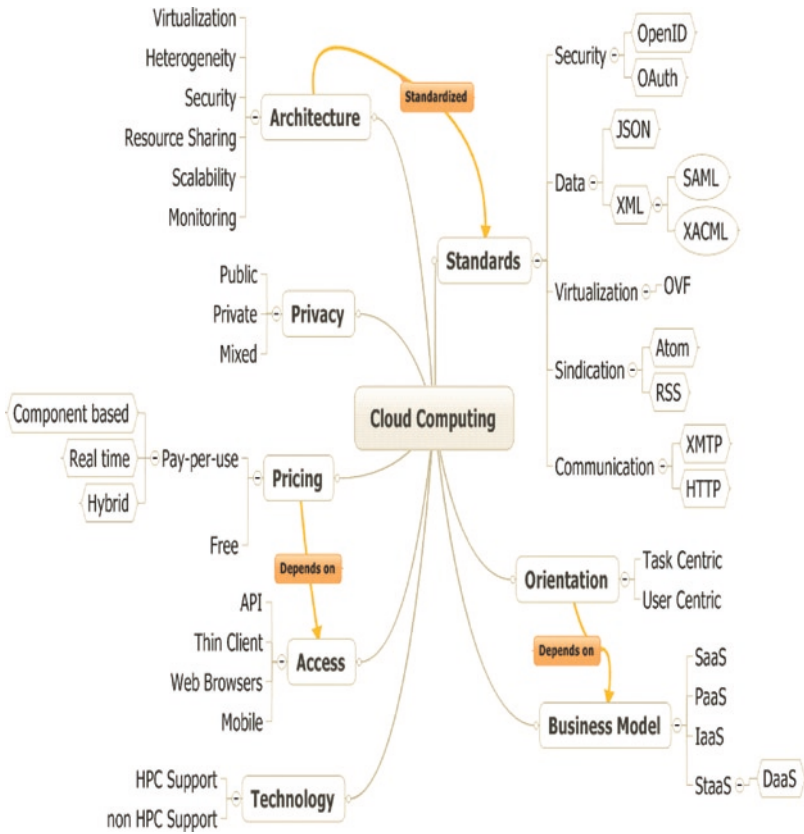 Virtualization
Heterogeneity
Security
Resource Sharing
Scalability
Monitoring
Architecture
Standardized
Standards
Security
OpenID
OAuth
Data
JSON
XML
SAML
XACML
Virtualization
OVF
Sindication
Atom
RSS
Communication
XMTP
HTTP
Public
Private
Mixed
Privacy
Cloud Computing
Component based
Real time
Hybrid
Pay-per-use
Free
Pricing
Depends on
API
Thin Client
Web Browsers
Mobile
Access
HPC Support
non HPC Support
Technology
Orientation
Task Centric
User Centric
Depends on
Business Model
SaaS
PaaS
IaaS
StaaS
DaaS